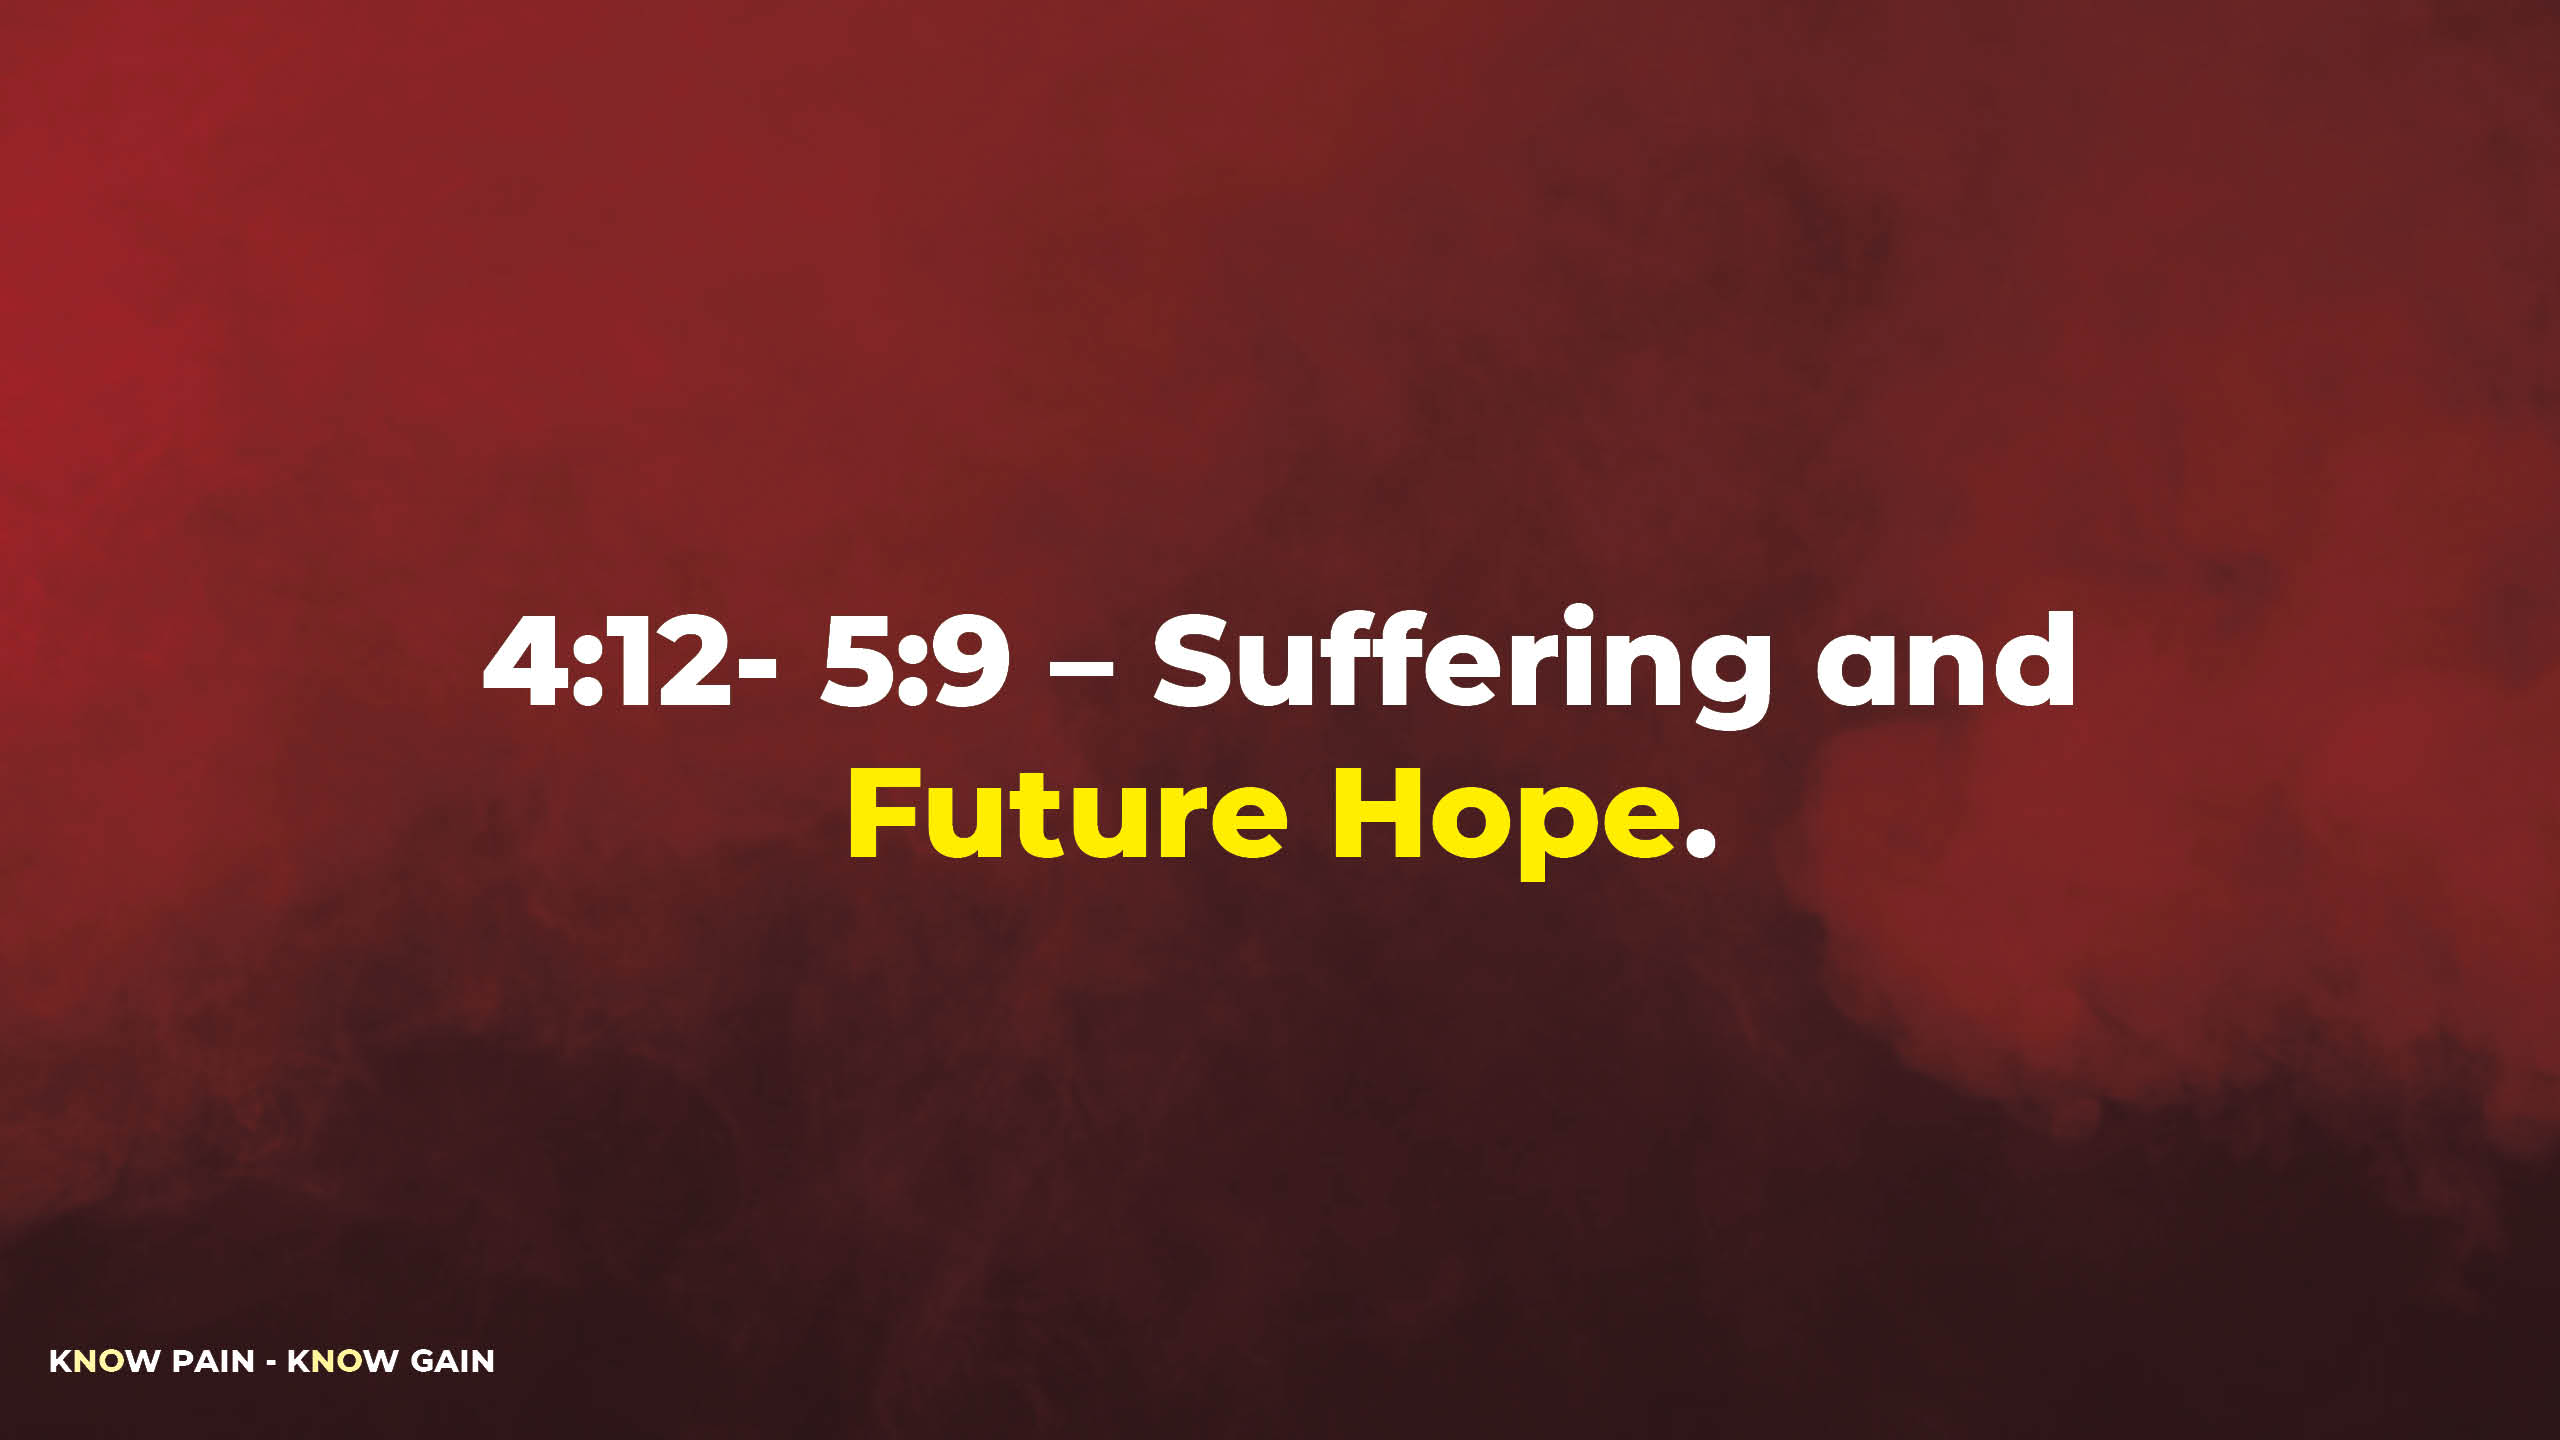 4:12- 5:9 – Suffering and
Future Hope.
KNOW PAIN - KNOW GAIN